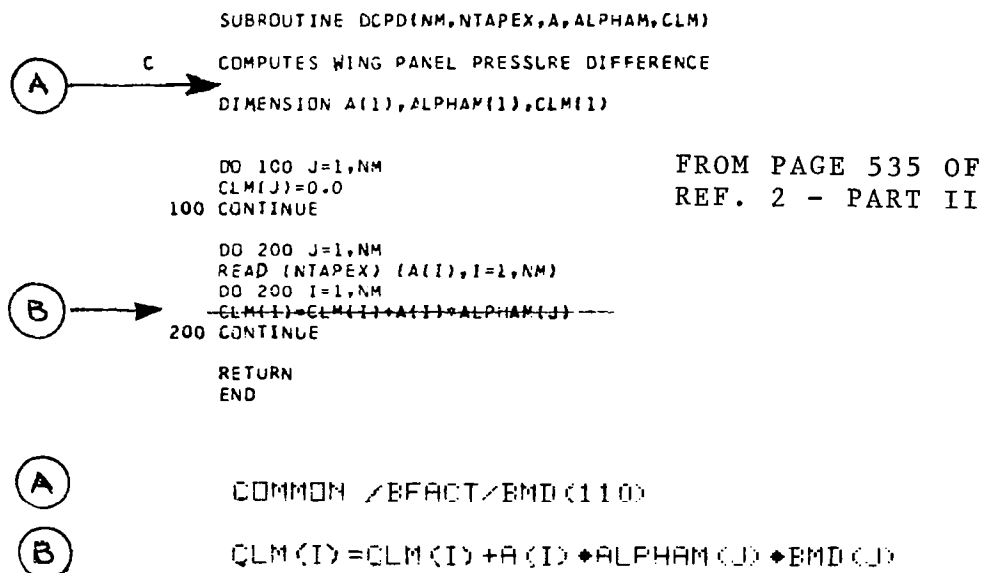 SUBROUTINE DCPD(NM,NTAPEX,A,ALPHAM,CLM)
C COMPUTES WING PANEL PRESSURE DIFFERENCE
A
DIMENSION A(1),ALPHAM(1),CLM(1)
DO 100 J=1,NM
CLM(J)=0.0
100 CONTINUE
FROM PAGE 535 OF
REF. 2 - PART II
DO 200 J=1,NM
READ (NTAPEX) (A(I),I=1,NM)
DO 200 I=1,NM
B CLM(I)=CLM(I)+A(I)*ALPHAM(J)
200 CONTINUE
RETURN
END
A COMMON /BFACT/BMD(110)
B CLM(I)=CLM(I)+A(I)*ALPHAM(J)*BMD(J)